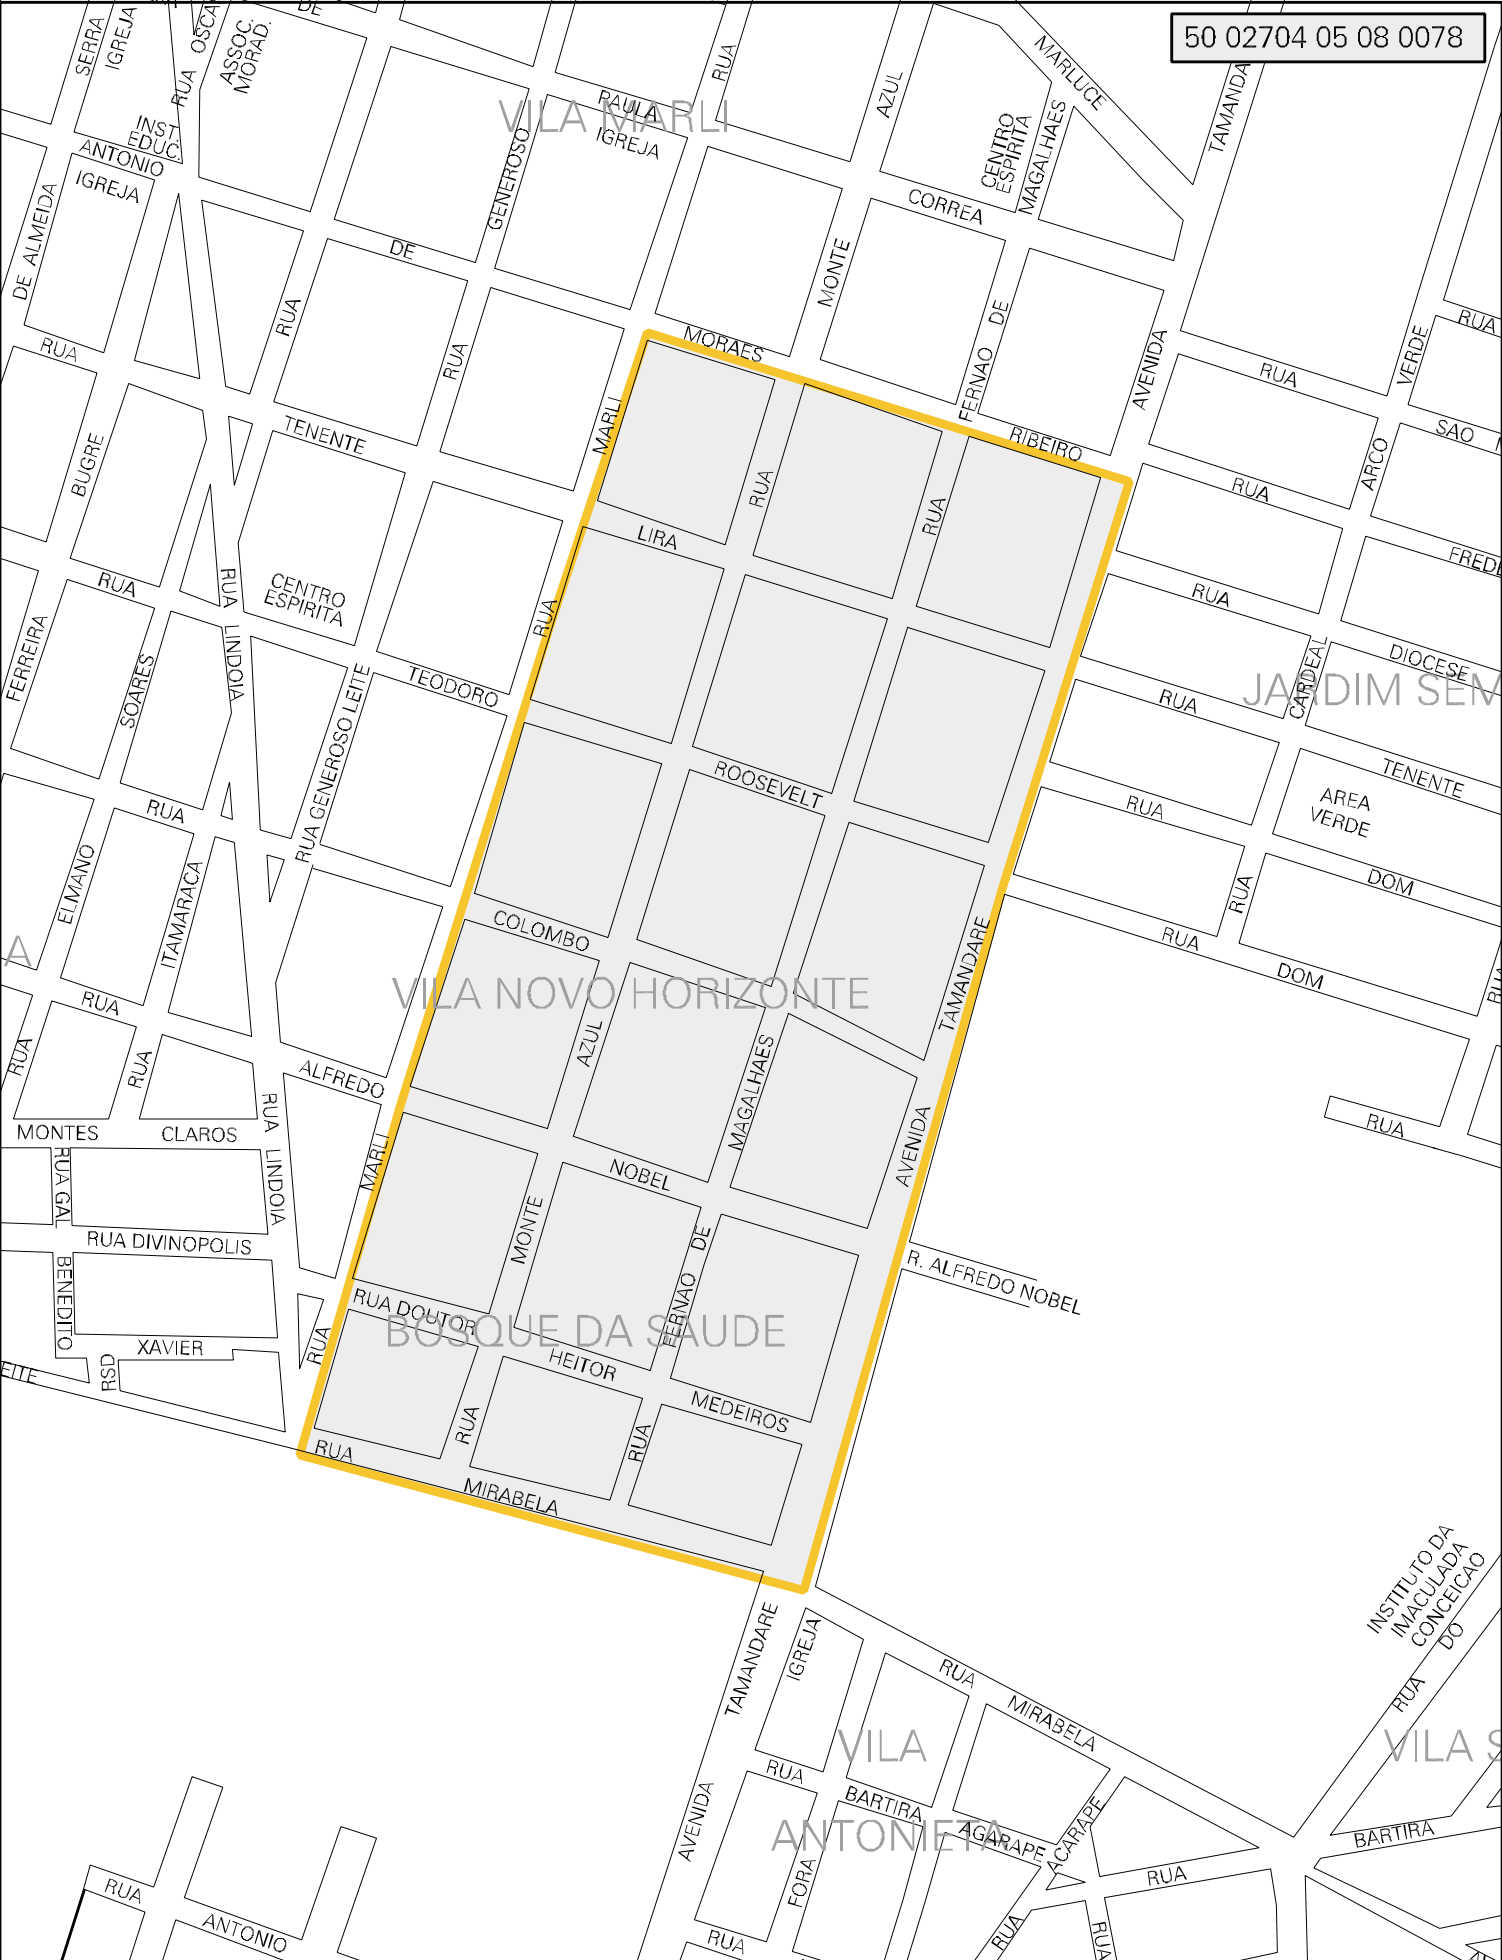 50 02704 05 08 0078
SERRA
IGREJA
RUA OSCA
ASSOC.
MORAD.
DE
RUA
AZUL
MARLUCE
TAMANDA
VILA MARLI
PAULA
IGREJA
INST.
EDUC.
ANTONIO
IGREJA
GENEROSO
CENTRO
ESPIRITA
MAGALHAES
CORREA
DE ALMEIDA
DE
MONTE
FERNAO DE
RUA
RUA
RUA
MORAES
AVENIDA
RUA
VERDE
RUA
MARLI
RIBEIRO
SAO
TENENTE
BUGRE
RUA
RUA
RUA
ARCO
LIRA
FREDE
RUA
RUA LINDOIA
CENTRO
ESPIRITA
RUA
RUA
DIOCESE
FERREIRA
SOARES
TEODORO
RUA
CARDEAL
JARDIM SEM
RUA GENEROSO LEITE
ROOSEVELT
TENENTE
AREA
VERDE
RUA
RUA
ELMANO
ITAMARACA
RUA
DOM
COLOMBO
TAMANDARE
RUA
DOM
A
VILA NOVO HORIZONTE
RUA
RUA
RUA
RUA
AZUL
MAGALHAES
ALFREDO
RUA LINDOIA
MONTES CLAROS
MARLI
AVENIDA
RUA
RUA GAL
BENEDITO
NOBEL
MONTE
FERNAO DE
RUA DIVINOPOLIS
R. ALFREDO NOBEL
RUA DOUTOR
BOSQUE DA SAUDE
XAVIER
RUA
HEITOR
EITE
RSD
RUA
RUA
MEDEIROS
RUA
MIRABELA
INSTITUTO DA
IMACULADA
CONCEICAO
DO
RUA
TAMANDARE
IGREJA
RUA
MIRABELA
VILA
VILA S
RUA
BARTIRA
AVENIDA
ANTONIETA
AGARAPE
ACARAPE
BARTIRA
FORA
RUA
RUA
ANTONIO
RUA
RUA
RUA